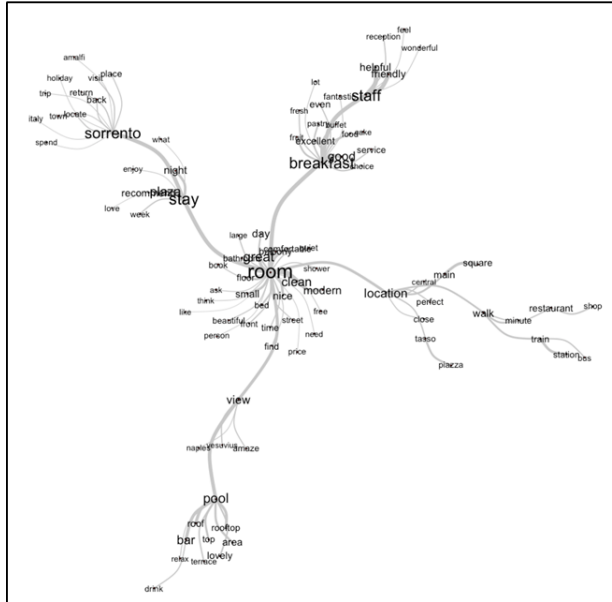 feel
reception
wonderful
amalfi
place
helpful
holiday
visit
friendly
trip
return
back
lot
fantastic
staff
even
locate
fresh
italy
town
pastry
buffet
sorrento
fruit
food
cake
spend
what
excellent
good
service
breakfast
choice
night
enjoy
plaza
recommend
stay
love
week
large
day
great
balcony
comfortable
quiet
book
floor
room
shower
square
central
main
ask
clean
location
small
nice
modern
think
bed
perfect
restaurant
shop
like
free
walk
beautiful
front
street
close
minute
person
time
need
tasso
train
find
price
station
bus
piazza
view
naples
vesuvius
amaze
pool
roof
rooftop
bar
top
area
relax
terrace
lovely
drink